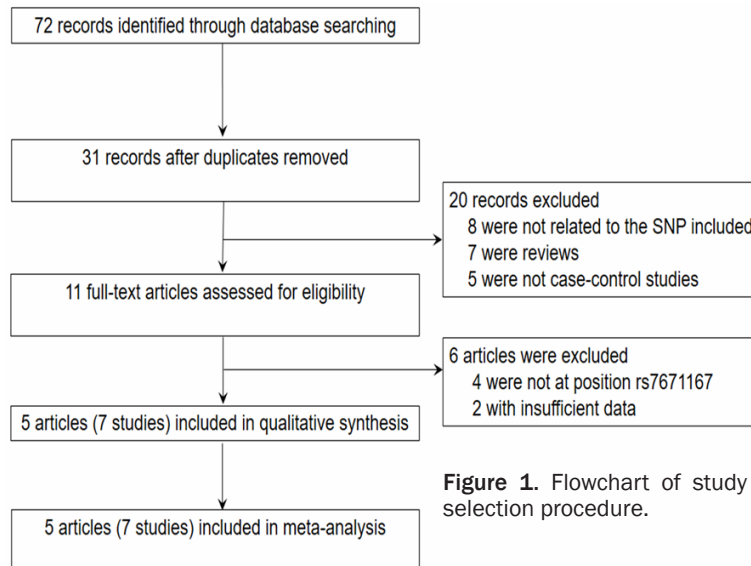 72 records identified through database searching
31 records after duplicates removed
20 records excluded
8 were not related to the SNP included
7 were reviews
5 were not case-control studies
11 full-text articles assessed for eligibility
6 articles were excluded
4 were not at position rs7671167
2 with insufficient data
5 articles (7 studies) included in qualitative synthesis
5 articles (7 studies) included in meta-analysis
Figure 1. Flowchart of study
selection procedure.